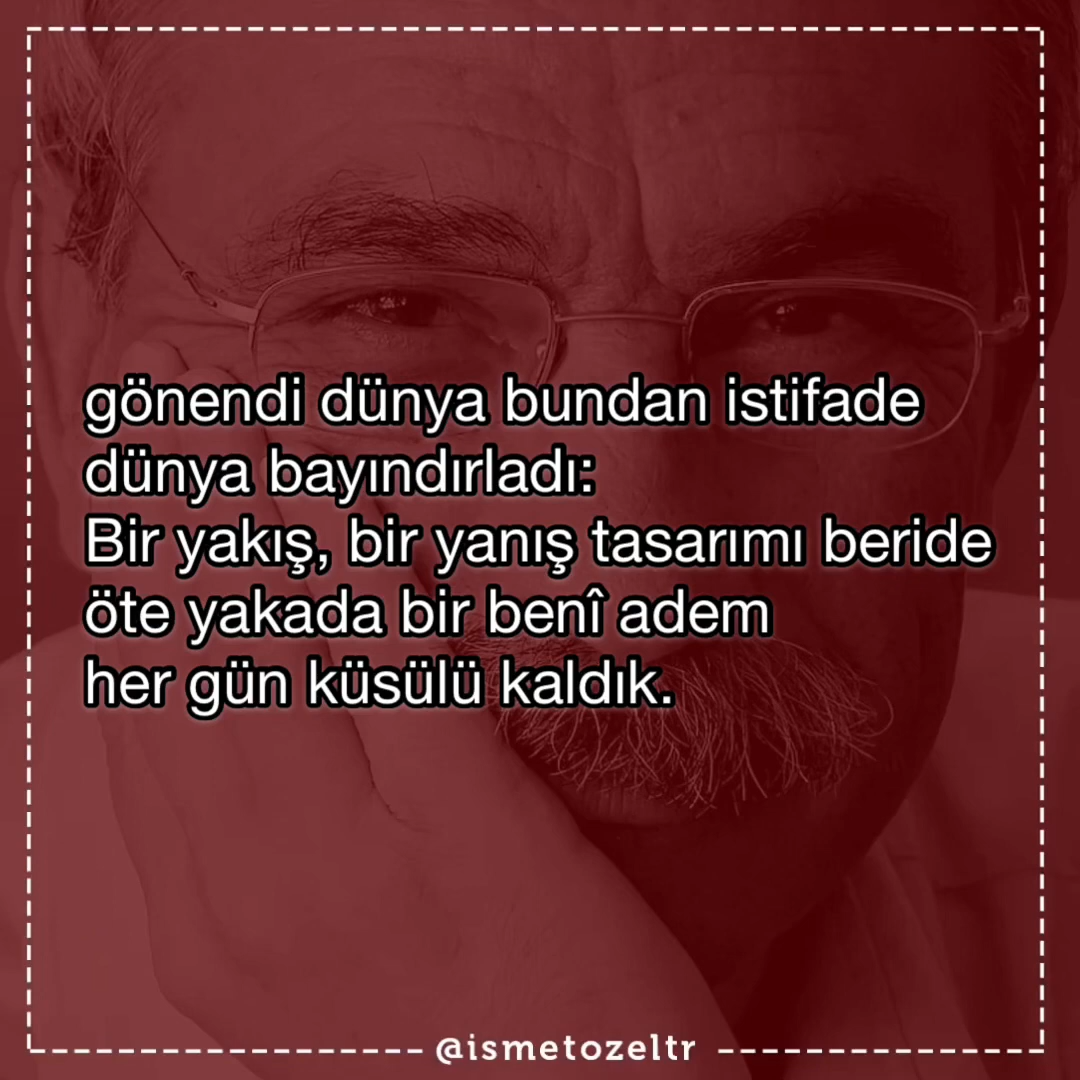 gönendi dünya bundan istifade
dünya bayındırladı:
Bir yakış, bir yanış tasarımı beride
öte yakada bir benî adem
her gün küsülü kaldık.
@ismetozeltr